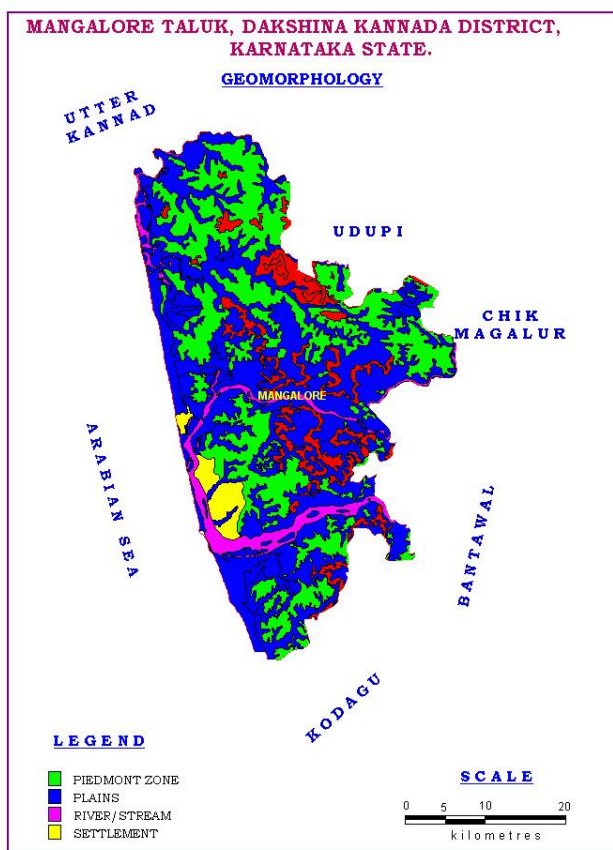 MANGALORE TALUK, DAKSHINA KANNADA DISTRICT,
KARNATAKA STATE.
GEOMORPHOLOGY
UTTER
KANNAD
UDUPI
CHIK
MAGALUR
MANGALORE
ARABIAN SEA
BANTAWAL
KODAGU
LEGEND
PIEDMONT ZONE
PLAINS
RIVER/STREAM
SETTLEMENT
SCALE
0 5 10 20
kilometres